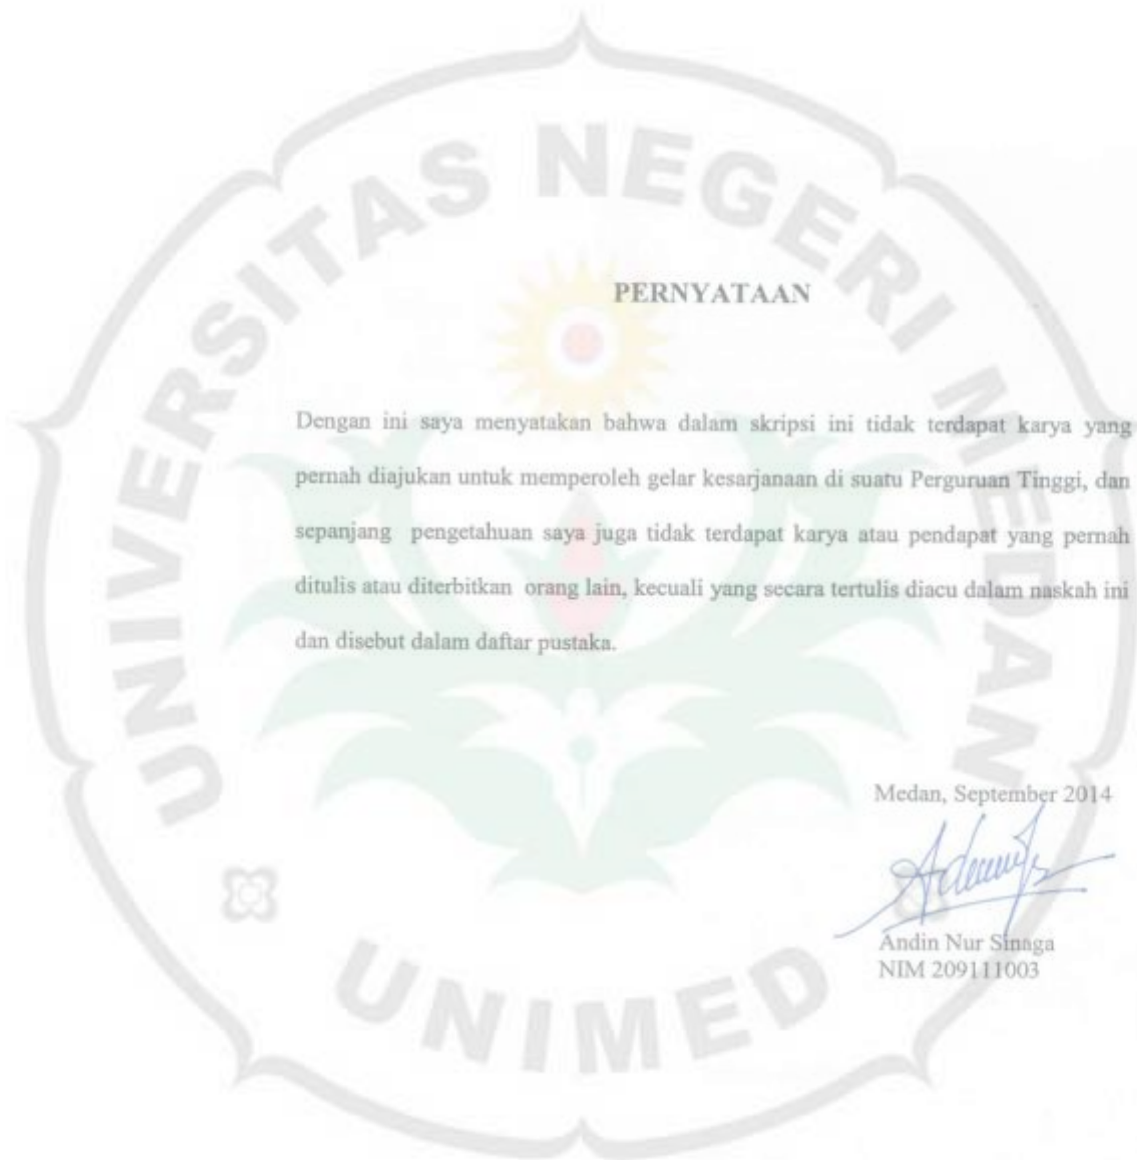 UNIVERSITAS NEGERI MEDAN
PERNYATAAN
Dengan ini saya menyatakan bahwa dalam skripsi ini tidak terdapat karya yang
pernah diajukan untuk memperoleh gelar kesarjanaan di suatu Perguruan Tinggi, dan
sepanjang pengetahuan saya juga tidak terdapat karya atau pendapat yang pernah
ditulis atau diterbitkan orang lain, kecuali yang secara tertulis diacu dalam naskah ini
dan disebut dalam daftar pustaka.
Medan, September 2014
Andin Nur Sinaga
NIM 209111003
UNIMED